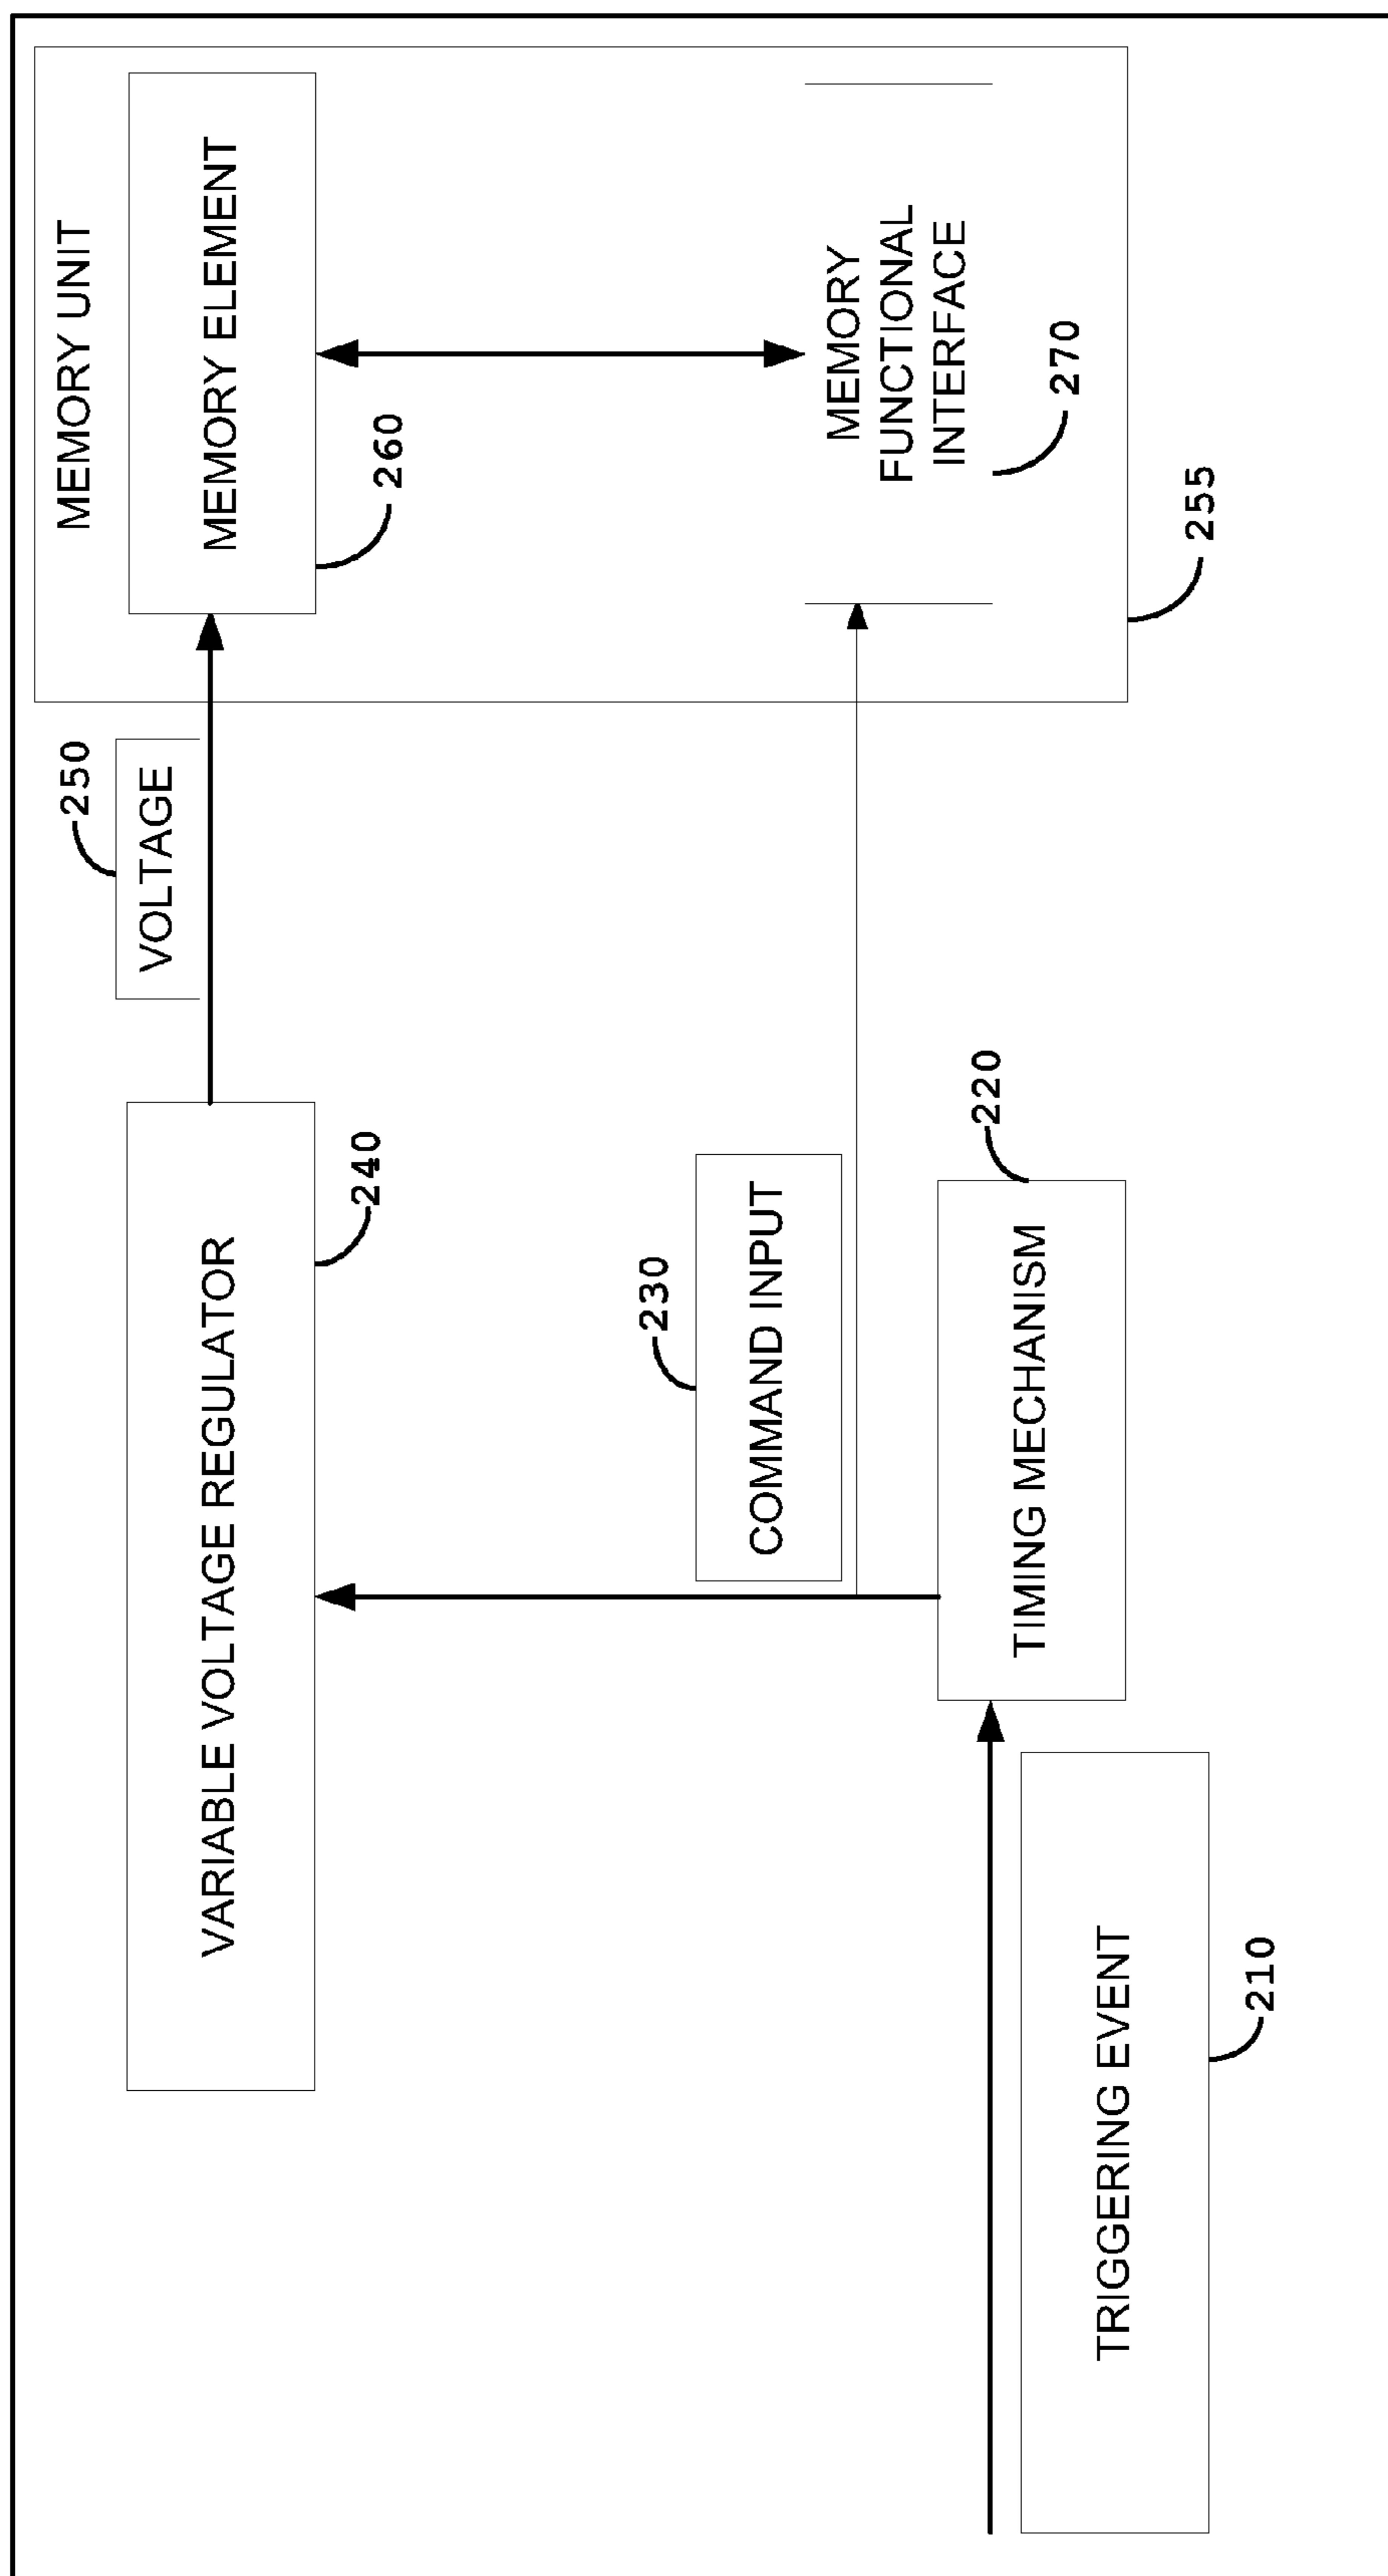 MEMORY UNIT
MEMORY ELEMENT
260
MEMORY
FUNCTIONAL
INTERFACE
270
255
250
VOLTAGE
VARIABLE VOLTAGE REGULATOR
240
230
COMMAND INPUT
220
TIMING MECHANISM
TRIGGERING EVENT
210